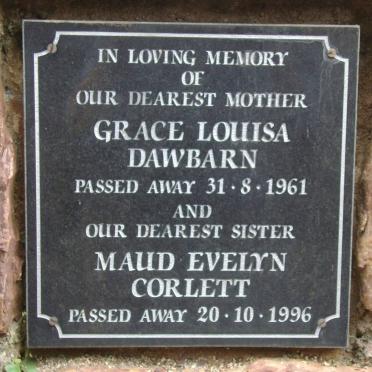 IN LOVING MEMORY
OF
OUR DEAREST MOTHER
GRACE LOUISA
DAWBARN
PASSED AWAY 31·8·1961
AND
OUR DEAREST SISTER
MAUD EVELYN
CORLETT
PASSED AWAY 20·10·1996